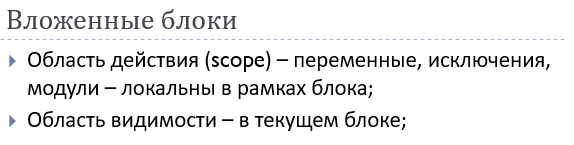 Вложенные блоки
Область действия (scope) – переменные, исключения,
модули – локальны в рамках блока;
Область видимости – в текущем блоке;